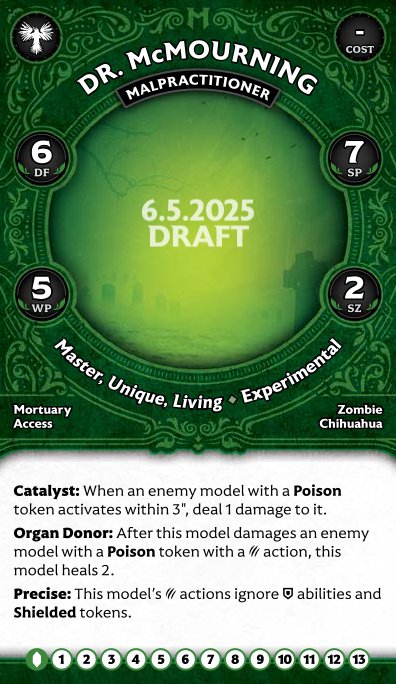 -
COST
DR. McMOURNING
MALPRACTITIONER
6
DF
7
SP
6.5.2025
DRAFT
5
WP
2
SZ
Master, Unique, Living ◆ Experimental
Mortuary
Access
Zombie
Chihuahua
Catalyst: When an enemy model with a Poison
token activates within 3", deal 1 damage to it.
Organ Donor: After this model damages an enemy
model with a Poison token with a action, this
model heals 2.
Precise: This model's actions ignore abilities and
Shielded tokens.
1 2 3 4 5 6 7 8 9 10 11 12 13